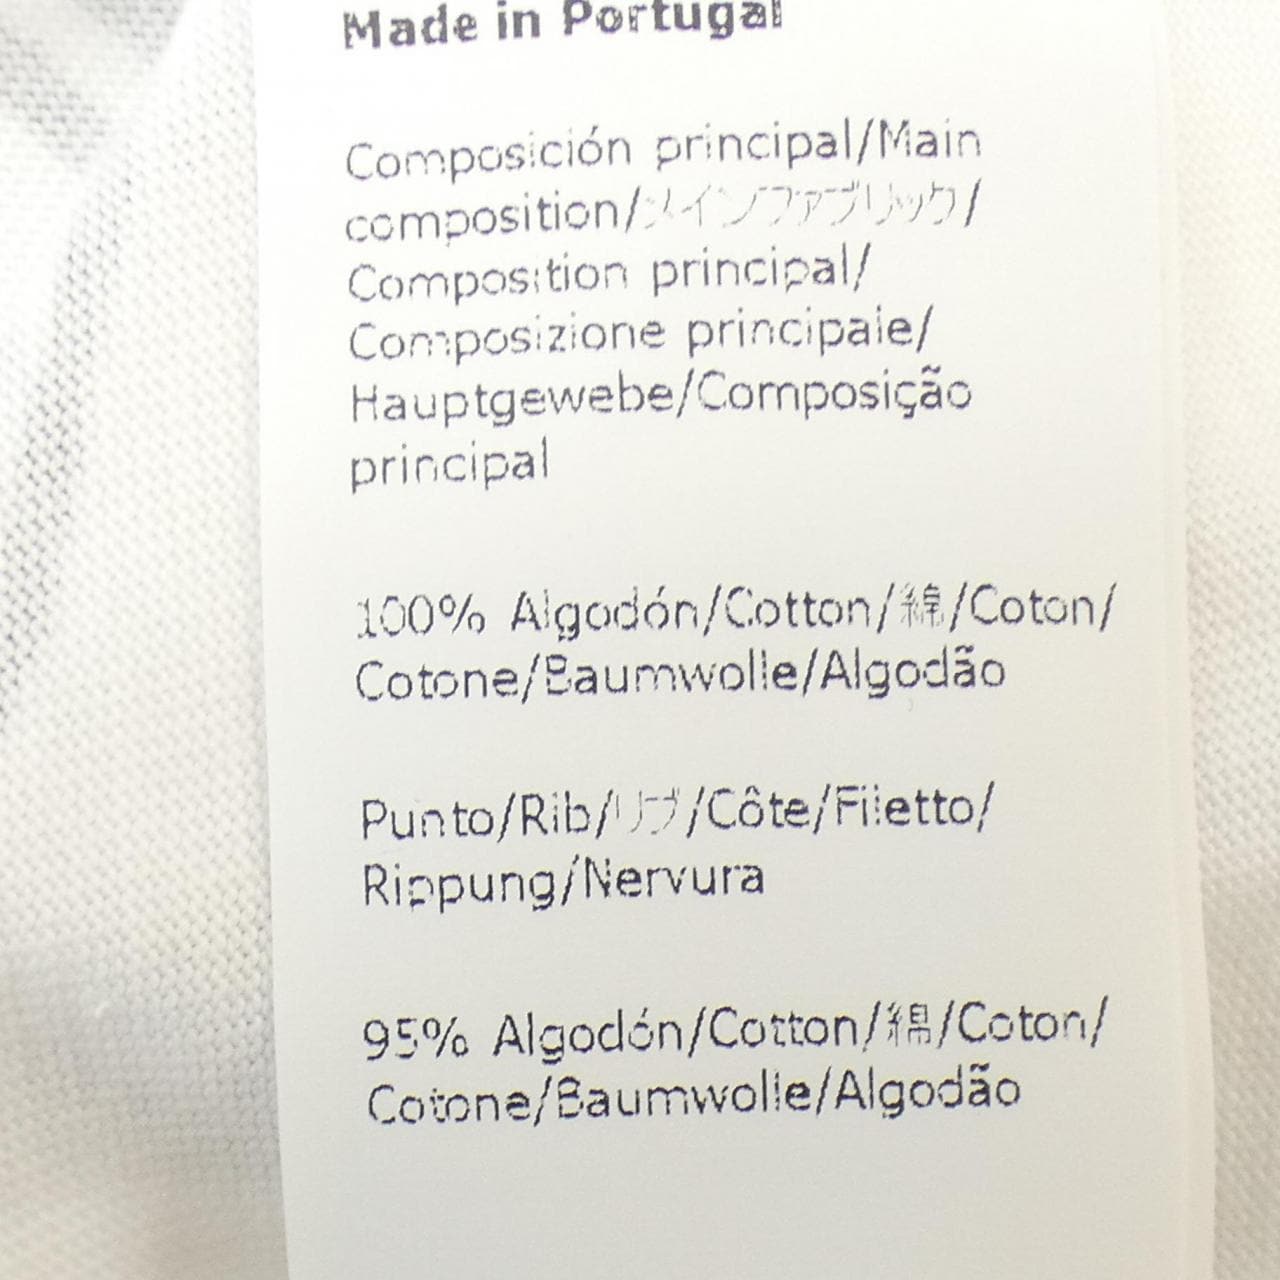 Made in Portugal
Composición principal/Main
composition/メインファブリック/
Composition principal/
Composizione principale/
Hauptgewebe/Composição
principal
100% Algodón/Cotton/綿/Coton/
Cotone/Baumwolle/Algodão
Punto/Rib/リブ/Côte/Filetto/
Rippung/Nervura
95% Algodón/Cotton/綿/Coton/
Cotone/Baumwolle/Algodão